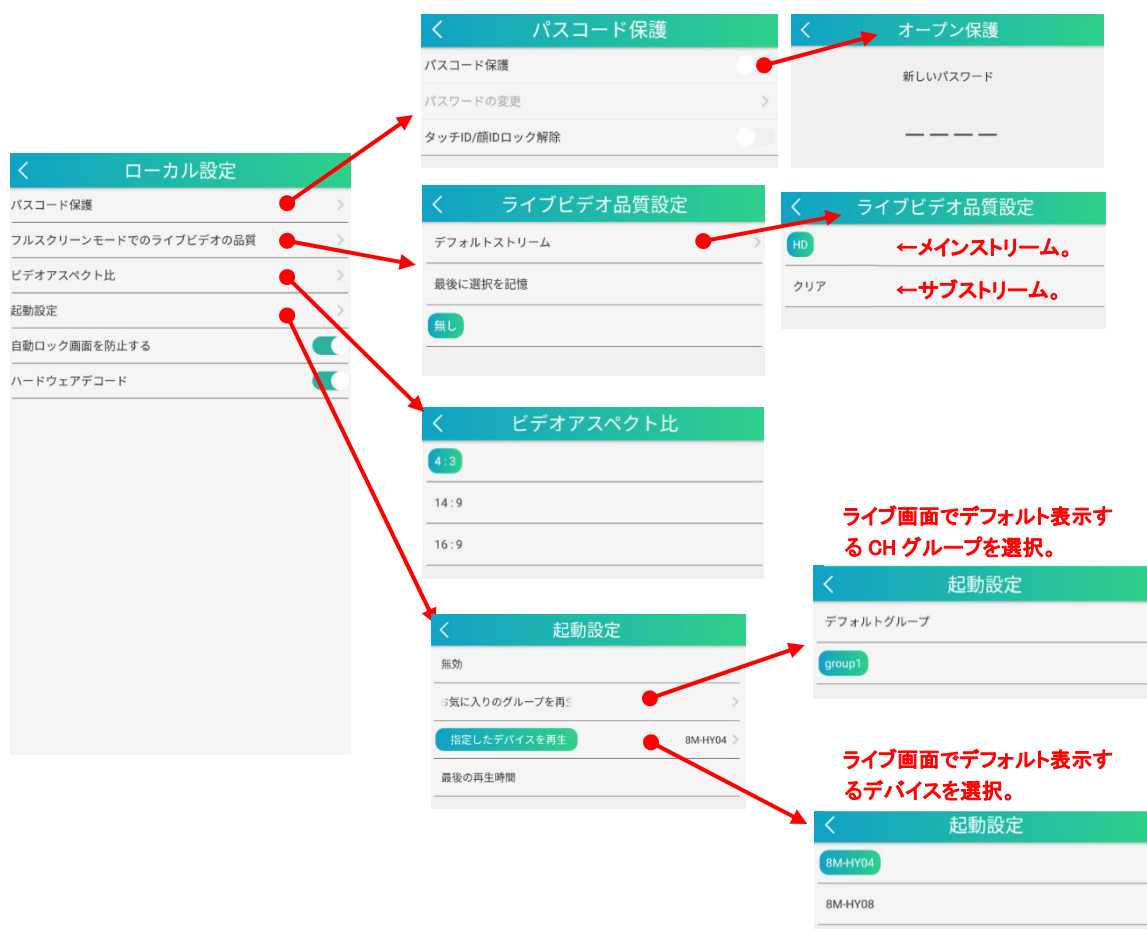 ローカル設定
パスコード保護
フルスクリーンモードでのライブビデオの品質
ビデオアスペクト比
起動設定
自動ロック画面を防止する
ハードウェアデコード
パスコード保護
パスコード保護
パスワードの変更
タッチID/顔IDロック解除
オープン保護
新しいパスワード
ライブビデオ品質設定
デフォルトストリーム
最後に選択を記憶
無し
ライブビデオ品質設定
HD ←メインストリーム。
クリア ←サブストリーム。
ビデオアスペクト比
4:3
14:9
16:9
起動設定
無効
気に入りのグループを再
指定したデバイスを再生 8M-HY04
最後の再生時間
ライブ画面でデフォルト表示す
る CH グループを選択。
起動設定
デフォルトグループ
group1
ライブ画面でデフォルト表示す
るデバイスを選択。
起動設定
8M-HY04
8M-HY08